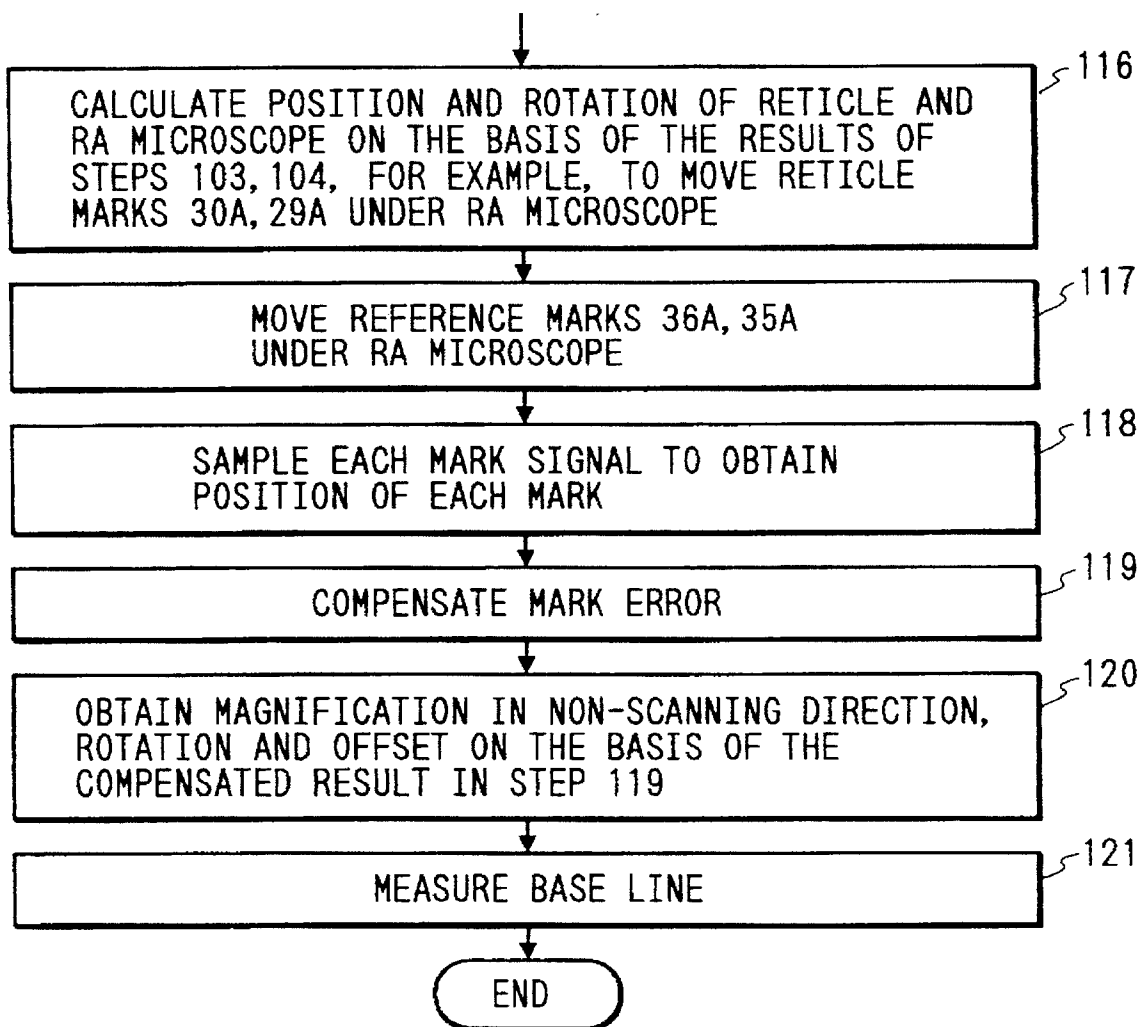 116
CALCULATE POSITION AND ROTATION OF RETICLE AND
RA MICROSCOPE ON THE BASIS OF THE RESULTS OF
STEPS 103, 104, FOR EXAMPLE, TO MOVE RETICLE
MARKS 30A, 29A UNDER RA MICROSCOPE
117
MOVE REFERENCE MARKS 36A, 35A
UNDER RA MICROSCOPE
118
SAMPLE EACH MARK SIGNAL TO OBTAIN
POSITION OF EACH MARK
119
COMPENSATE MARK ERROR
120
OBTAIN MAGNIFICATION IN NON-SCANNING DIRECTION,
ROTATION AND OFFSET ON THE BASIS OF THE
COMPENSATED RESULT IN STEP 119
121
MEASURE BASE LINE
END